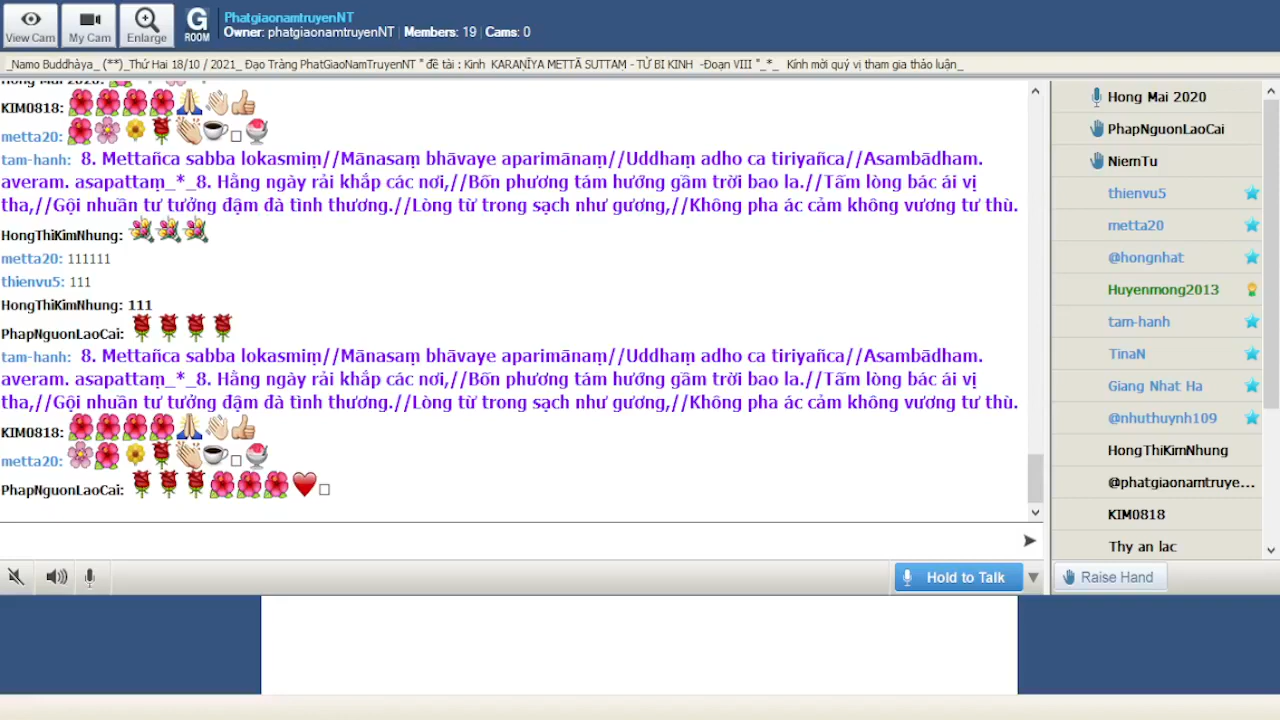 View Cam
My Cam
Enlarge
G
ROOM
PhatgiaonamtruyenNT
Owner: phatgiaonamtruyenNT | Members: 19 | Cams: 0
_Namo Buddhàya_ (**)_Thứ Hai 18/10 / 2021_ Đạo Tràng PhatGiaoNamTruyenNT " đề tài : Kinh KARAṆĪYA METTĀ SUTTAM - TỪ BI KINH -Đoạn VIII "_*_ Kính mời quý vị tham gia thảo luận_
Hong Mai 2020:
KIM0818:
metta20:
tam-hanh: 8. Mettañca sabba lokasmiṃ//Mānasaṃ bhāvaye aparimānaṃ//Uddhaṃ adho ca tiriyañca//Asambādham.
averam. asapattaṃ_*_8. Hằng ngày rải khắp các nơi,//Bốn phương tám hướng gầm trời bao la.//Tấm lòng bác ái vị
tha,//Gội nhuần tư tưởng đậm đà tình thương.//Lòng từ trong sạch như gương,//Không pha ác cảm không vương tư thù.
HongThiKimNhung:
metta20: 111111
thienvu5: 111
HongThiKimNhung: 111
PhapNguonLaoCai:
tam-hanh: 8. Mettañca sabba lokasmiṃ//Mānasaṃ bhāvaye aparimānaṃ//Uddhaṃ adho ca tiriyañca//Asambādham.
averam. asapattaṃ_*_8. Hằng ngày rải khắp các nơi,//Bốn phương tám hướng gầm trời bao la.//Tấm lòng bác ái vị
tha,//Gội nhuần tư tưởng đậm đà tình thương.//Lòng từ trong sạch như gương,//Không pha ác cảm không vương tư thù.
KIM0818:
metta20:
PhapNguonLaoCai:
Hold to Talk
Hong Mai 2020
PhapNguonLaoCai
NiemTu
thienvu5
metta20
@hongnhat
Huyenmong2013
tam-hanh
TinaN
Giang Nhat Ha
@nhuthuynh109
HongThiKimNhung
@phatgiaonamtruye...
KIM0818
Thy an lac
Raise Hand